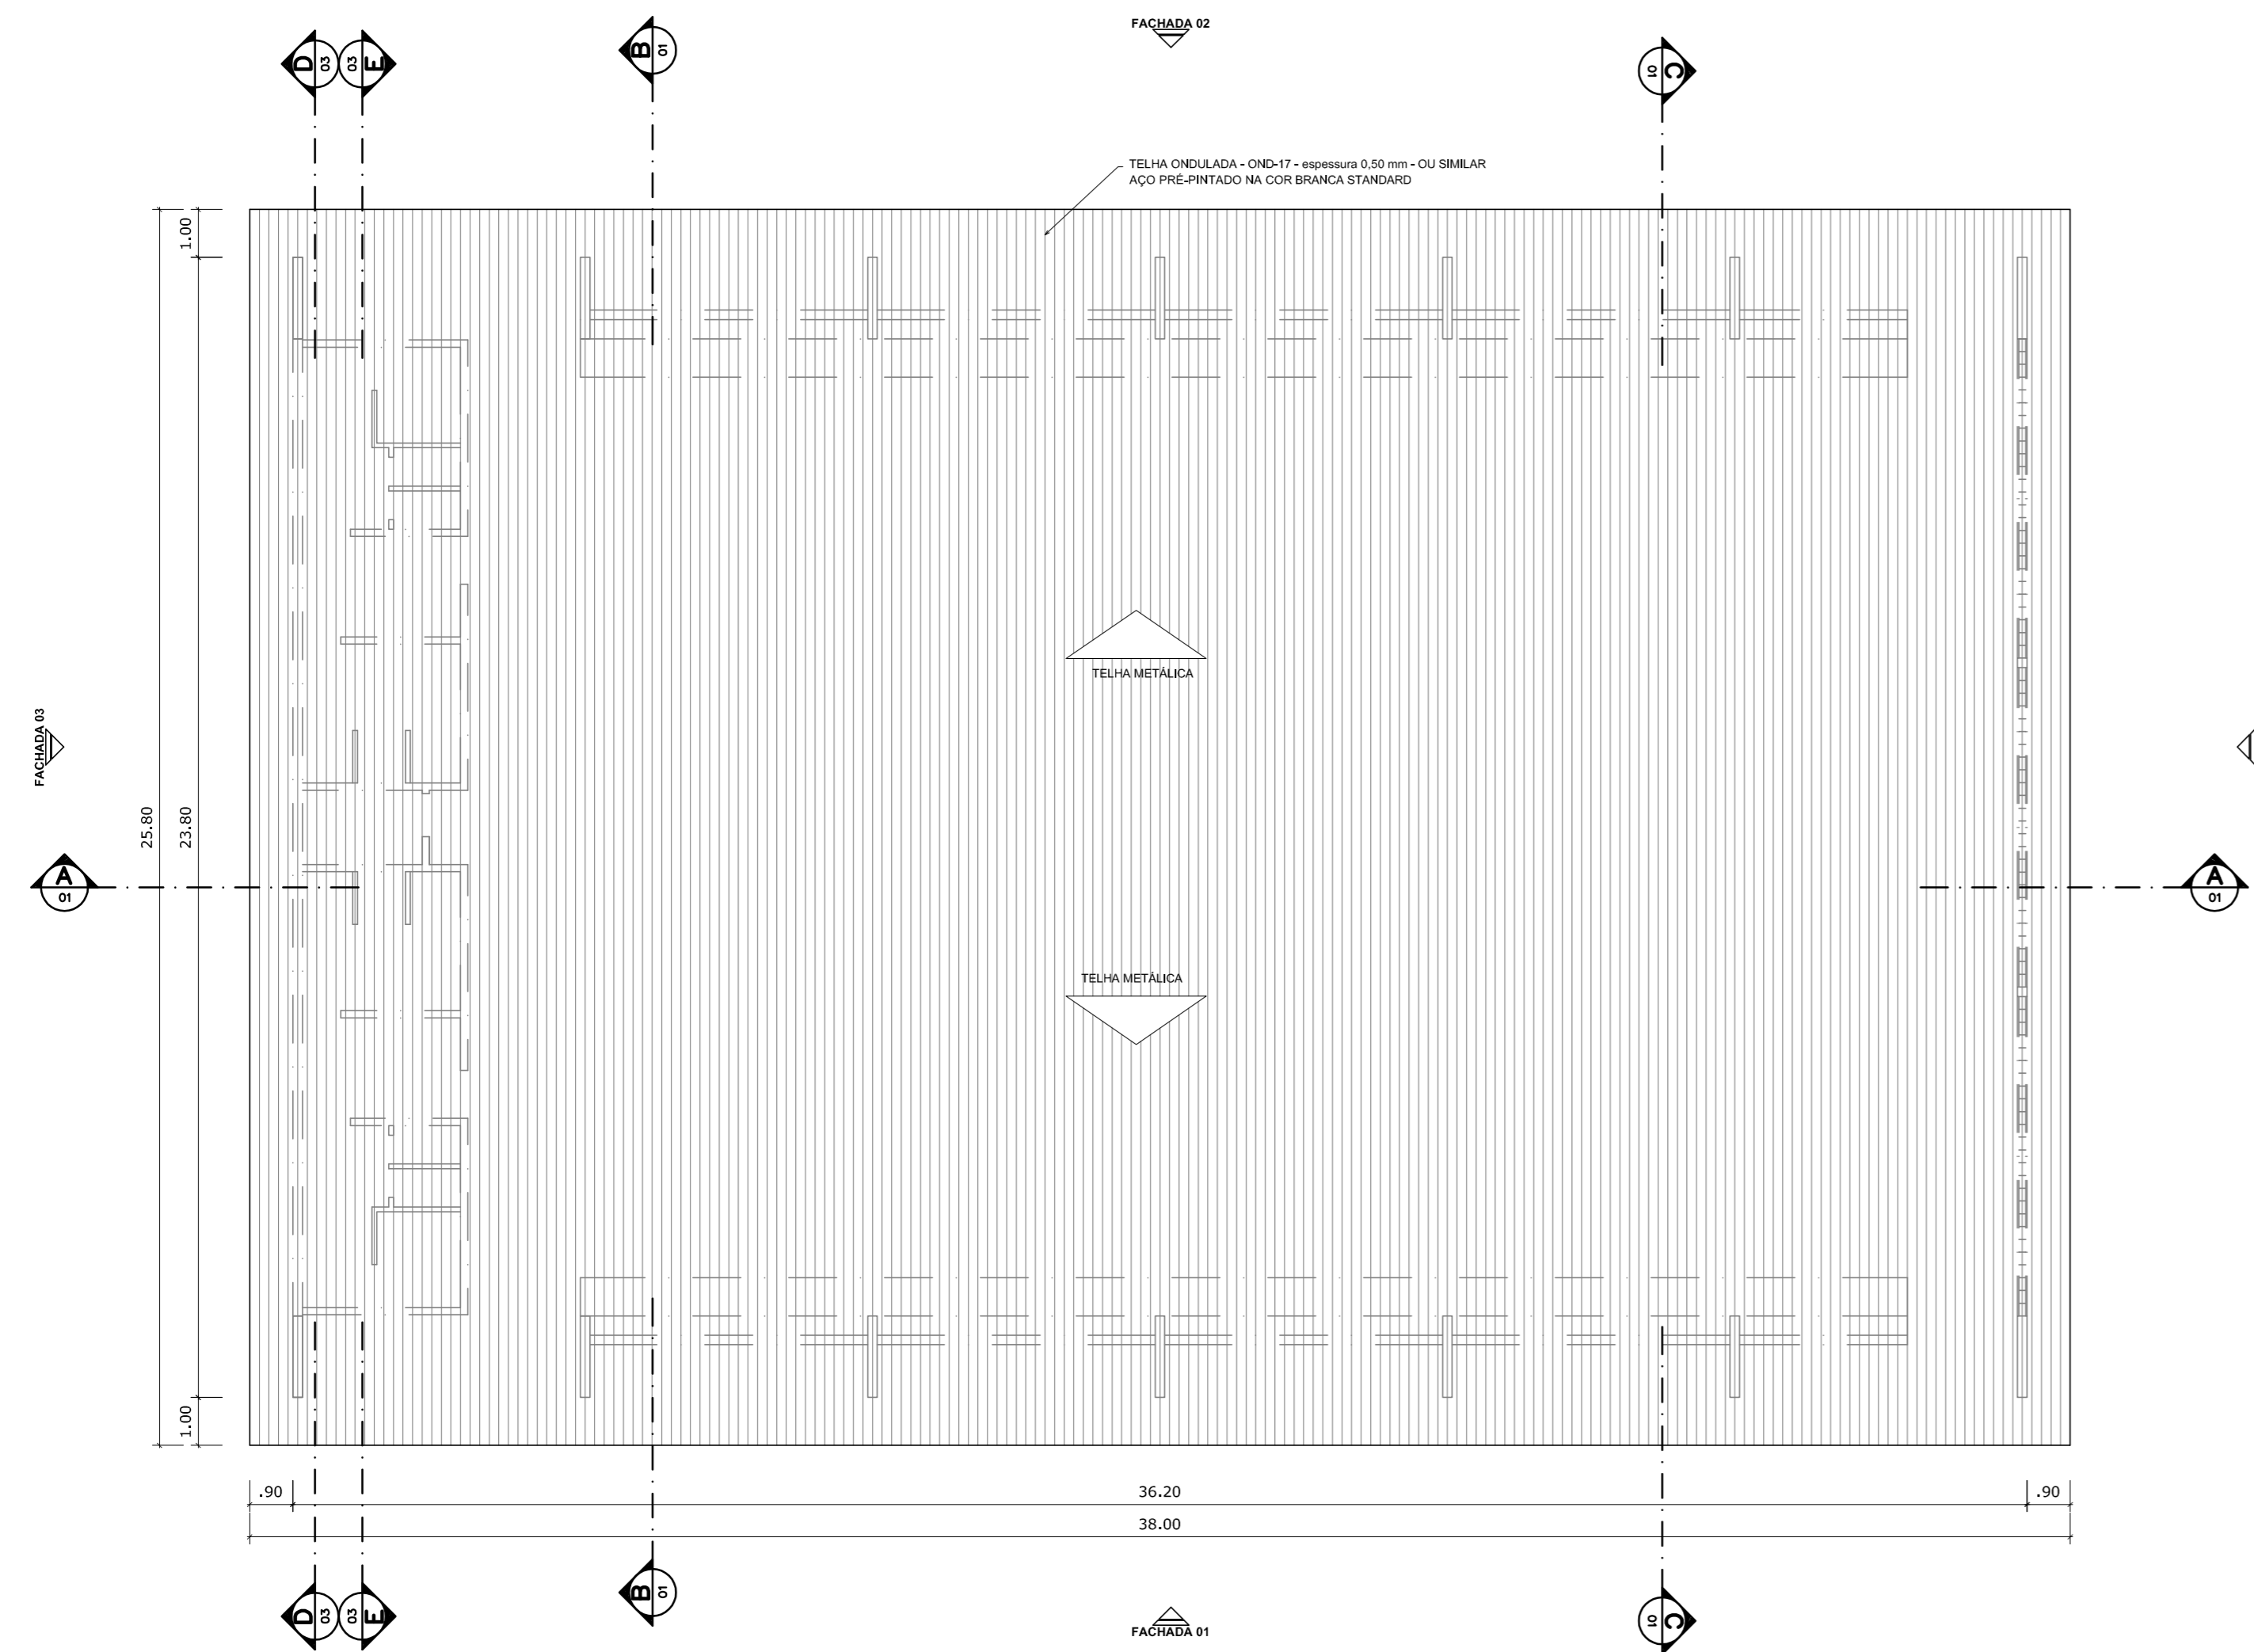 FACHADA 02
D
03
03
E
B
01
01
C
TELHA ONDULADA - OND-17 - espessura 0,50 mm - OU SIMILAR
AÇO PRÉ-PINTADO NA COR BRANCA STANDARD
1.00
TELHA METÁLICA
FACHADA 03
25.80
23.80
A
01
A
01
TELHA METÁLICA
1.00
.90
36.20
.90
38.00
D
03
03
E
B
01
01
C
FACHADA 01